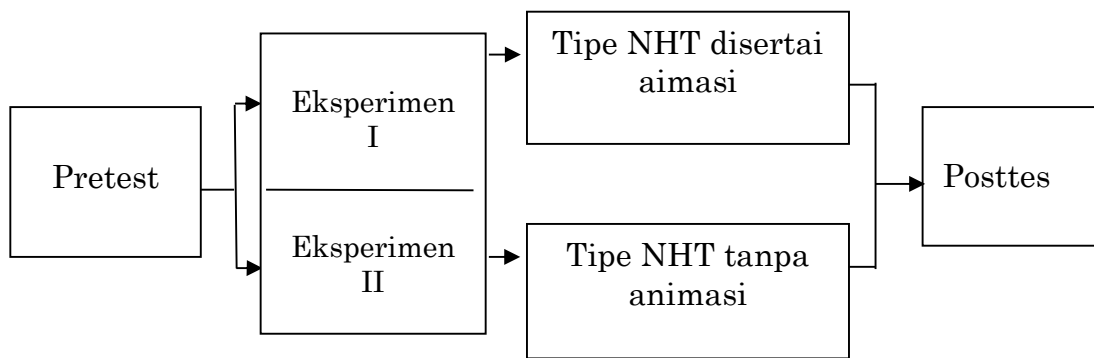 Pretest
Eksperimen
I
Eksperimen
II
Tipe NHT disertai
aimasi
Tipe NHT tanpa
animasi
Posttes